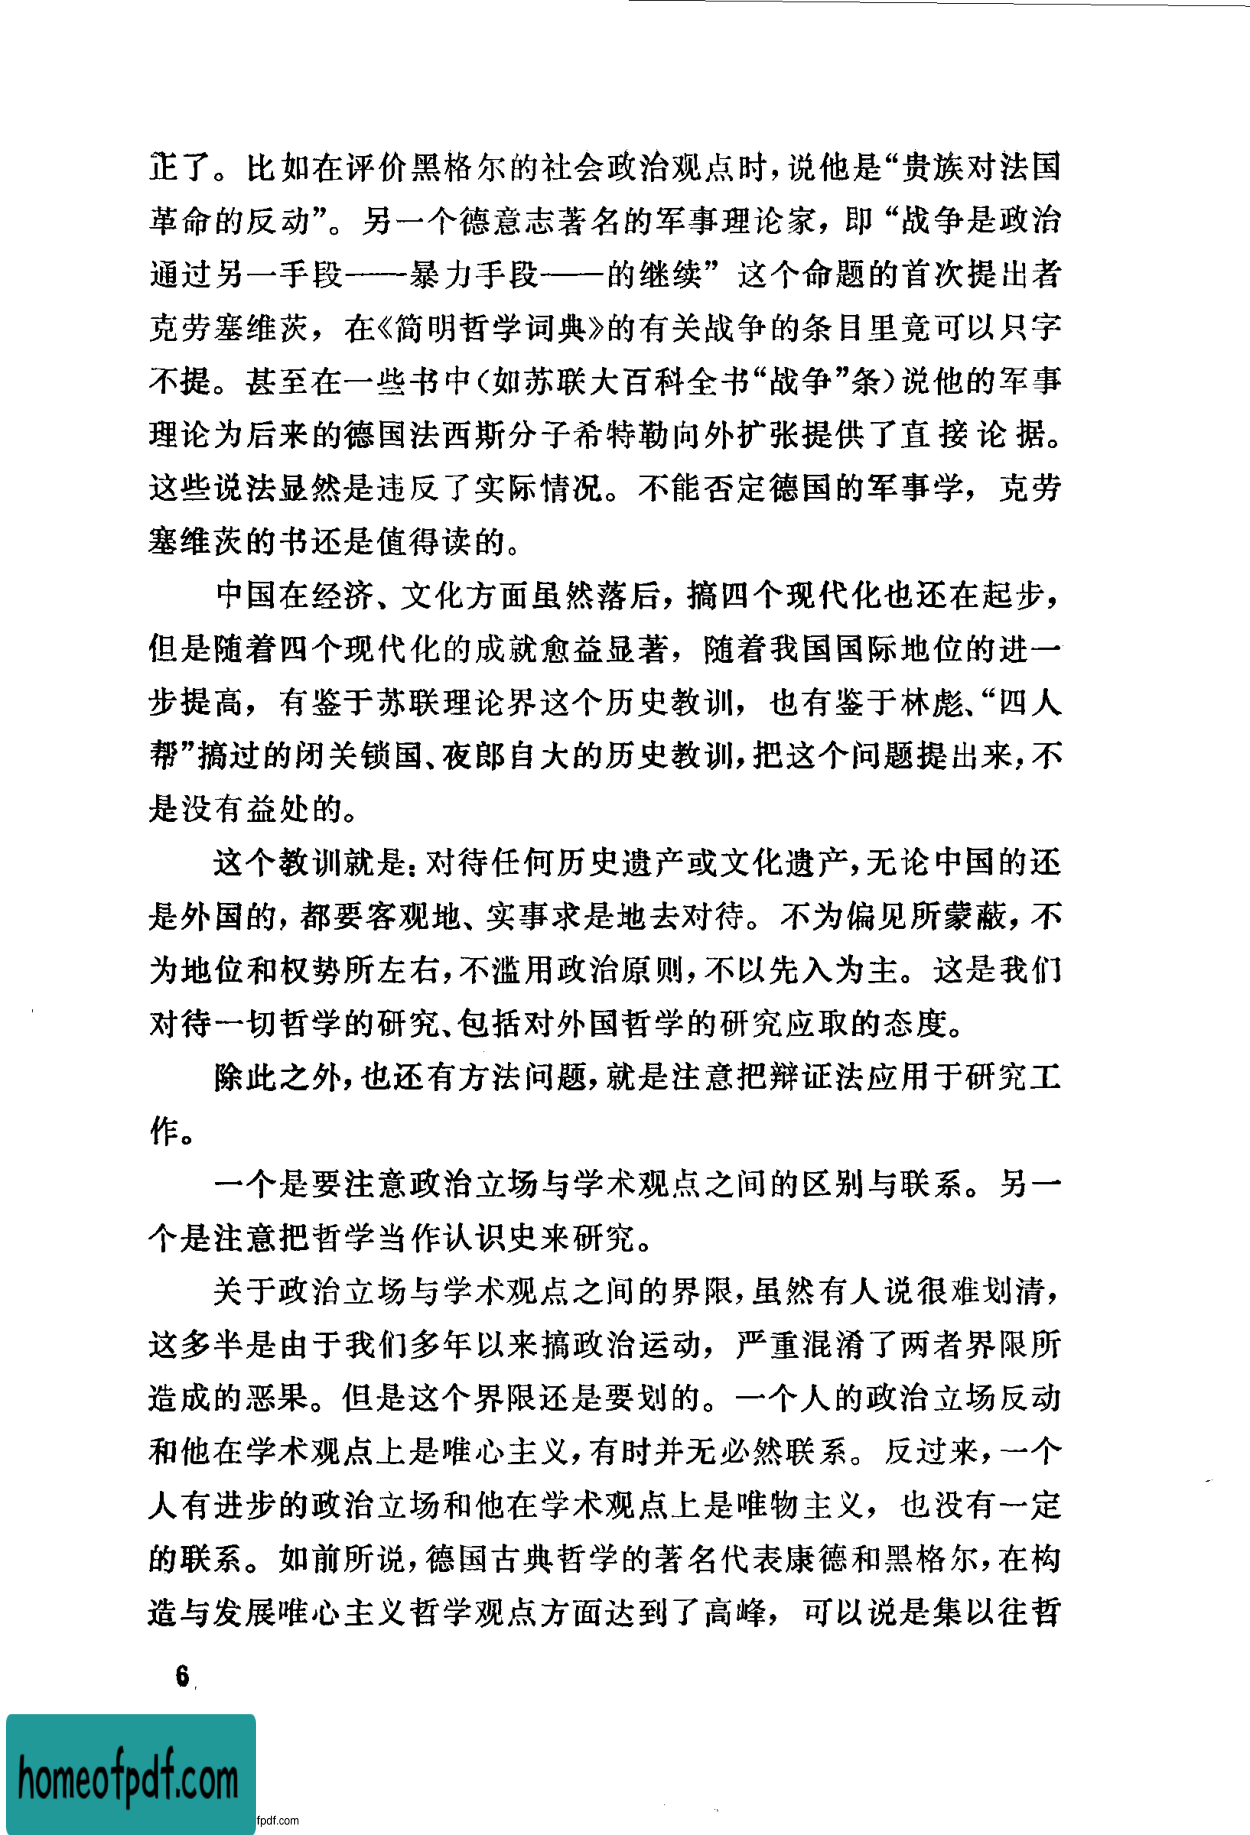 正了。比如在评价黑格尔的社会政治观点时，说他是“贵族对法国
革命的反动”。另一个德意志著名的军事理论家，即“战争是政治
通过另一手段——暴力手段——的继续”这个命题的首次提出者
克劳塞维茨，在《简明哲学词典》的有关战争的条目里竟可以只字
不提。甚至在一些书中（如苏联大百科全书“战争”条）说他的军事
理论为后来的德国法西斯分子希特勒向外扩张提供了直接论据。
这些说法显然是违反了实际情况。不能否定德国的军事学，克劳
塞维茨的书还是值得读的。
中国在经济、文化方面虽然落后，搞四个现代化也还在起步，
但是随着四个现代化的成就愈益显著，随着我国国际地位的进一
步提高，有鉴于苏联理论界这个历史教训，也有鉴于林彪、“四人
帮”搞过的闭关锁国、夜郎自大的历史教训，把这个问题提出来，不
是没有益处的。
这个教训就是：对待任何历史遗产或文化遗产，无论中国的还
是外国的，都要客观地、实事求是地去对待。不为偏见所蒙蔽，不
为地位和权势所左右，不滥用政治原则，不以先入为主。这是我们
对待一切哲学的研究、包括对外国哲学的研究应取的态度。
除此之外，也还有方法问题，就是注意把辩证法应用于研究工
作。
一个是要注意政治立场与学术观点之间的区别与联系。另一
个是注意把哲学当作认识史来研究。
关于政治立场与学术观点之间的界限，虽然有人说很难划清，
这多半是由于我们多年以来搞政治运动，严重混淆了两者界限所
造成的恶果。但是这个界限还是要划的。一个人的政治立场反动
和他在学术观点上是唯心主义，有时并无必然联系。反过来，一个
人有进步的政治立场和他在学术观点上是唯物主义，也没有一定
的联系。如前所说，德国古典哲学的著名代表康德和黑格尔，在构
造与发展唯心主义哲学观点方面达到了高峰，可以说是集以往哲
6
homeofpdf.com
fpdf.com